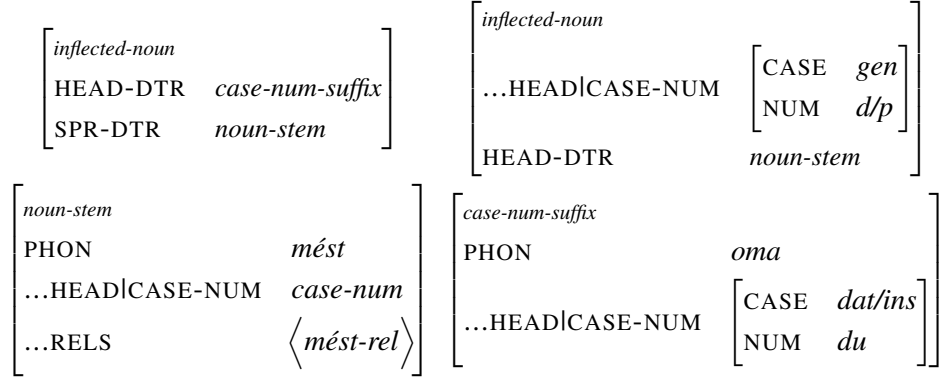 inflected-noun
HEAD-DTR case-num-suffix
SPR-DTR noun-stem
inflected-noun
...HEAD|CASE-NUM [CASE gen
NUM d/p]
HEAD-DTR noun-stem
noun-stem
PHON mést
...HEAD|CASE-NUM case-num
...RELS ⟨mést-rel⟩
case-num-suffix
PHON oma
...HEAD|CASE-NUM [CASE dat/ins
NUM du]